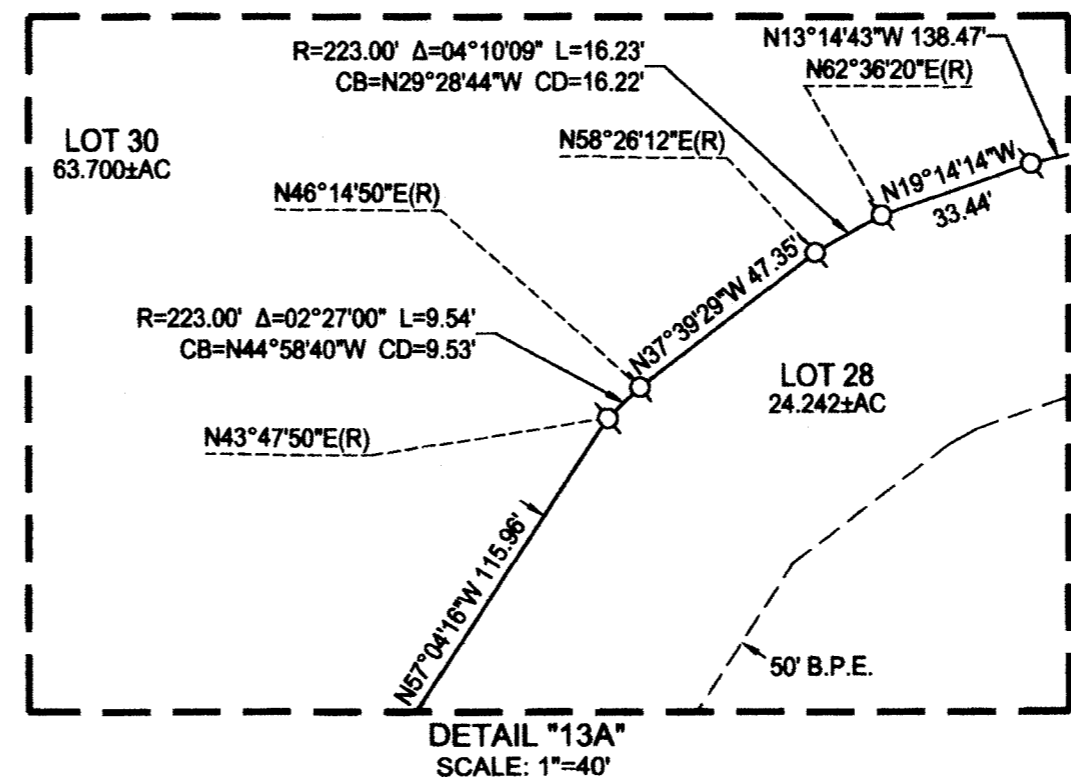 R=223.00' Δ=04°10'09" L=16.23'
CB=N29°28'44"W CD=16.22'
N13°14'43"W 138.47'
N62°36'20"E(R)
LOT 30
63.700±AC
N58°26'12"E(R)
N46°14'50"E(R)
N19°14'14"W
33.44'
N37°39'29"W 47.35'
R=223.00' Δ=02°27'00" L=9.54'
CB=N44°58'40"W CD=9.53'
LOT 28
24.242±AC
N43°47'50"E(R)
N57°04'16"W 115.96'
50' B.P.E.
DETAIL "13A"
SCALE: 1"=40'